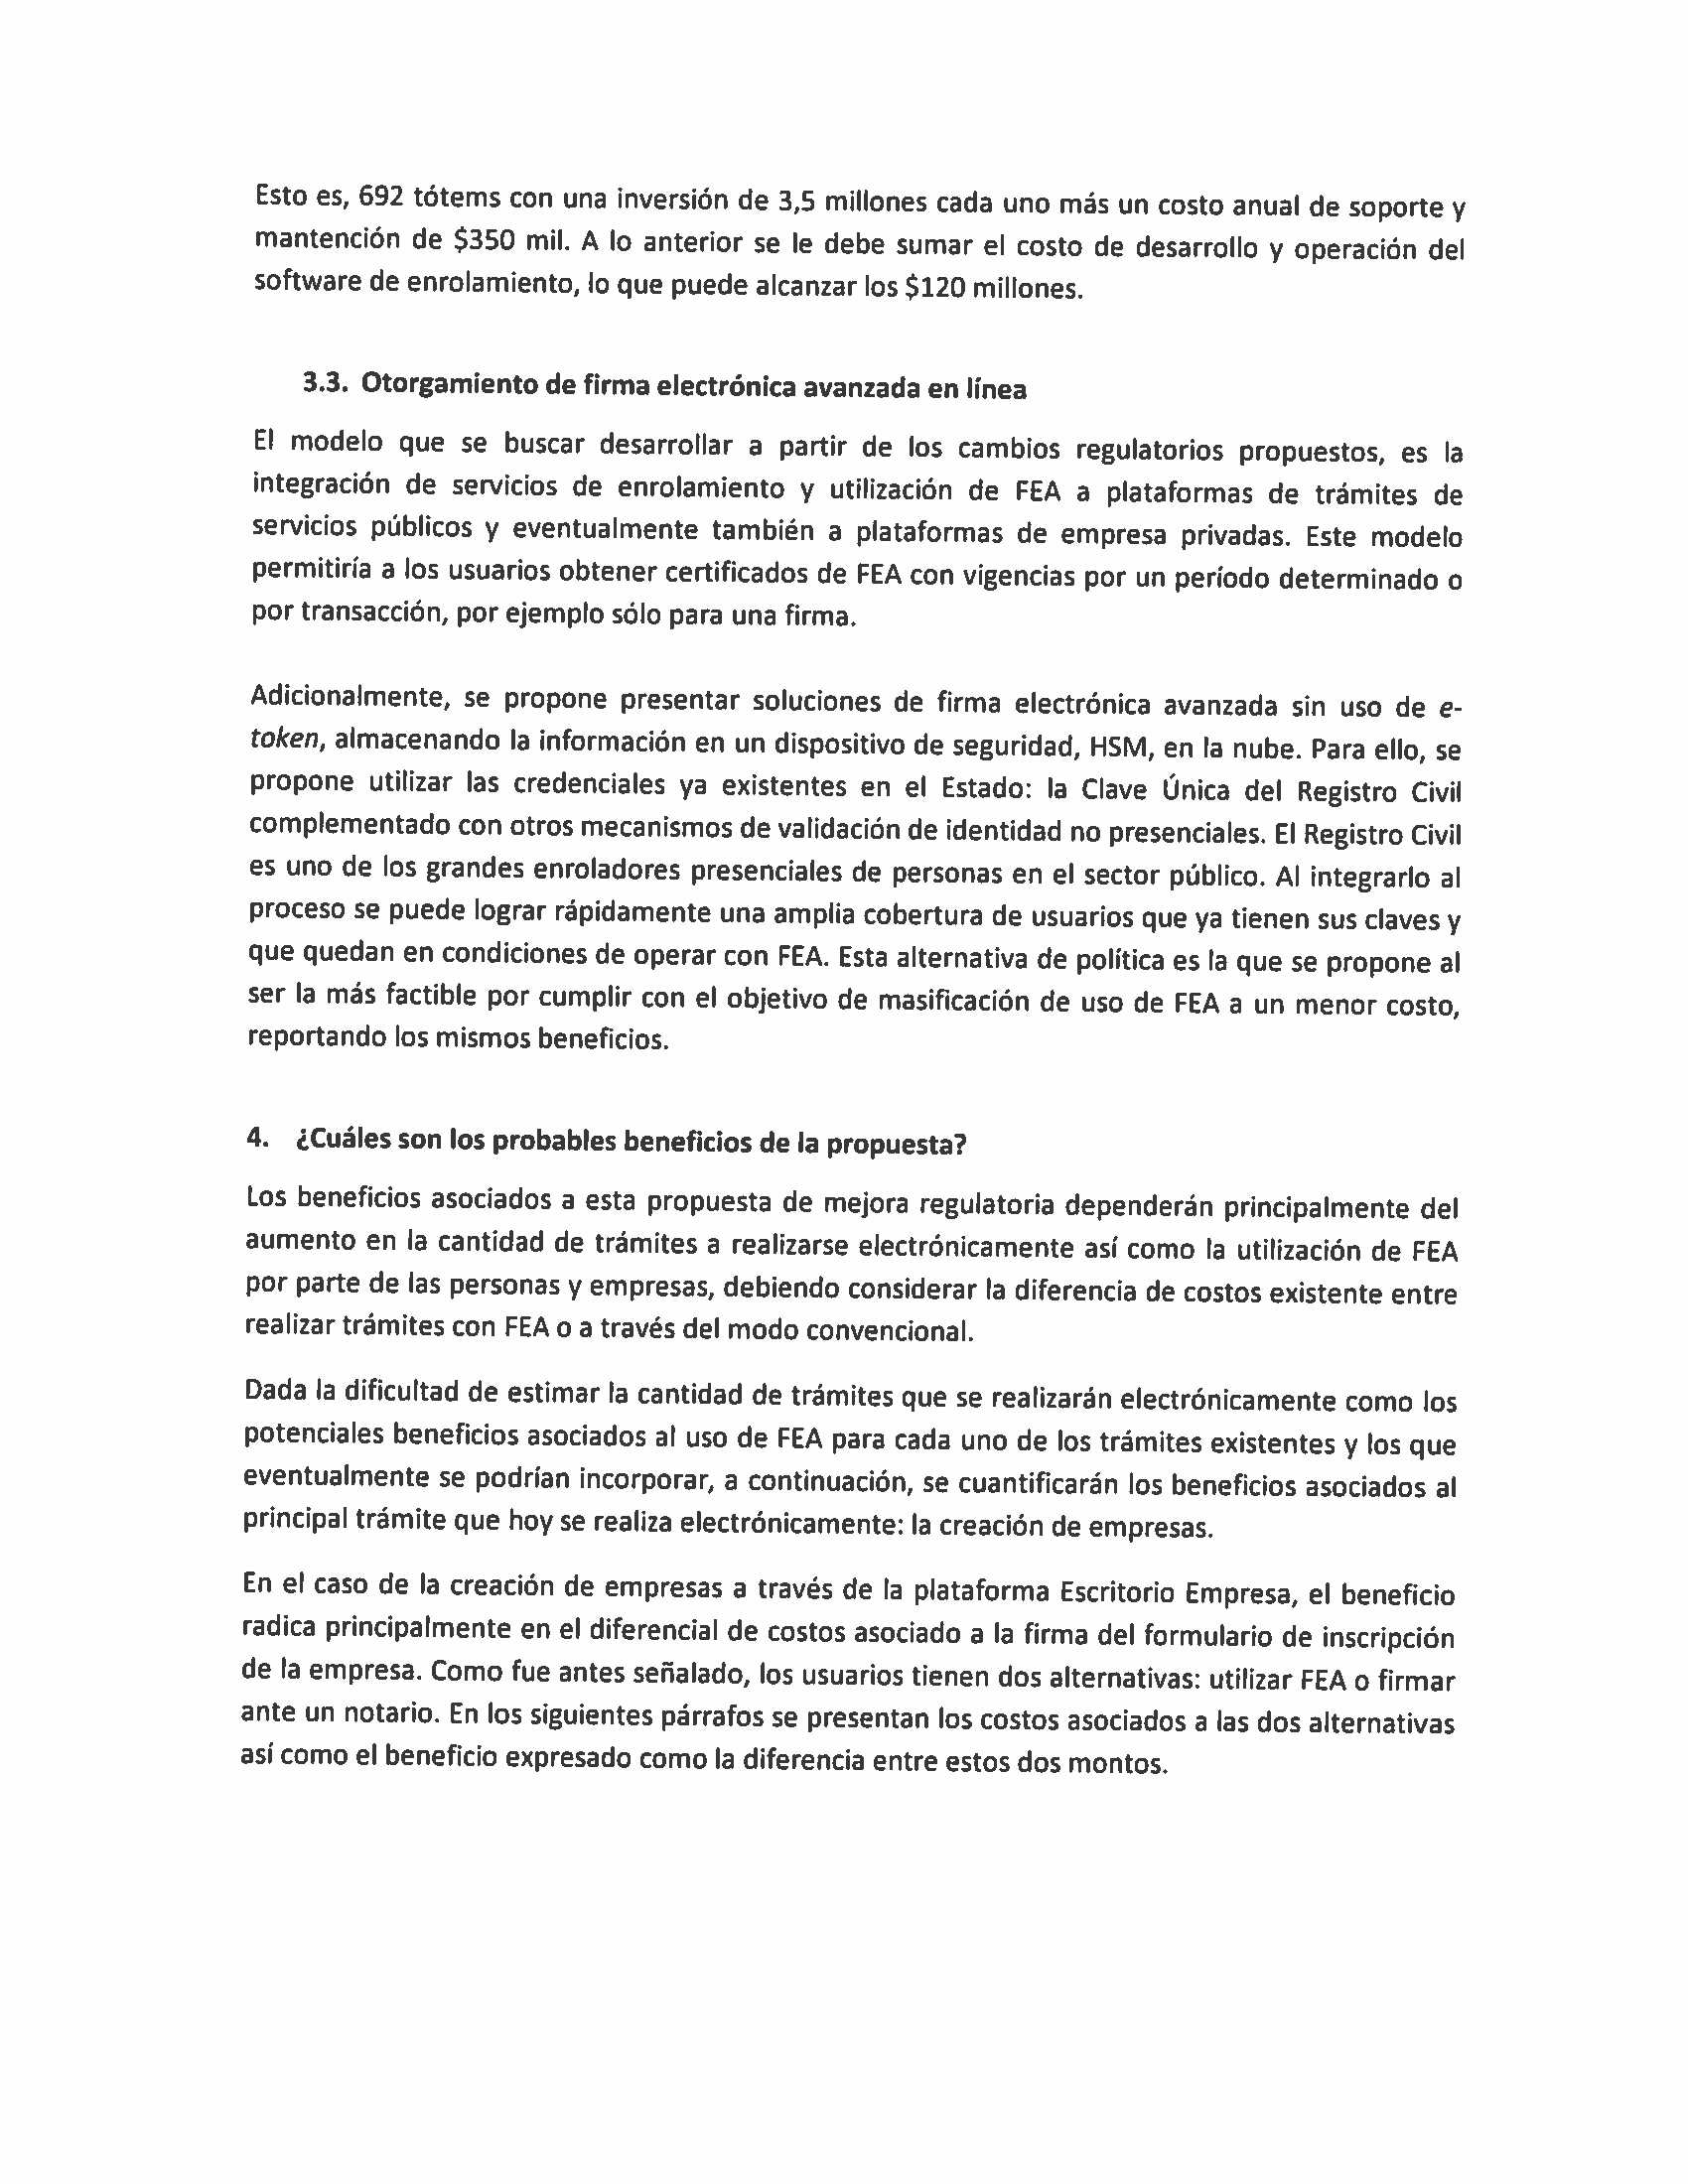 Esto es, 692 tótems con una inversión de 3,5 millones cada uno más un costo anual de soporte y
mantención de $350 mil. A lo anterior se le debe sumar el costo de desarrollo y operación del
software de enrolamiento, lo que puede alcanzar los $120 millones.
3.3. Otorgamiento de firma electrónica avanzada en línea
El modelo que se buscar desarrollar a partir de los cambios regulatorios propuestos, es la
integración de servicios de enrolamiento y utilización de FEA a plataformas de trámites de
servicios públicos y eventualmente también a plataformas de empresa privadas. Este modelo
permitiría a los usuarios obtener certificados de FEA con vigencias por un período determinado o
por transacción, por ejemplo sólo para una firma.
Adicionalmente, se propone presentar soluciones de firma electrónica avanzada sin uso de e-
token, almacenando la información en un dispositivo de seguridad, HSM, en la nube. Para ello, se
propone utilizar las credenciales ya existentes en el Estado: la Clave Única del Registro Civil
complementado con otros mecanismos de validación de identidad no presenciales. El Registro Civil
es uno de los grandes enroladores presenciales de personas en el sector público. Al integrarlo al
proceso se puede lograr rápidamente una amplia cobertura de usuarios que ya tienen sus claves y
que quedan en condiciones de operar con FEA. Esta alternativa de política es la que se propone al
ser la más factible por cumplir con el objetivo de masificación de uso de FEA a un menor costo,
reportando los mismos beneficios.
4. ¿Cuáles son los probables beneficios de la propuesta?
Los beneficios asociados a esta propuesta de mejora regulatoria dependerán principalmente del
aumento en la cantidad de trámites a realizarse electrónicamente así como la utilización de FEA
por parte de las personas y empresas, debiendo considerar la diferencia de costos existente entre
realizar trámites con FEA o a través del modo convencional.
Dada la dificultad de estimar la cantidad de trámites que se realizarán electrónicamente como los
potenciales beneficios asociados al uso de FEA para cada uno de los trámites existentes y los que
eventualmente se podrían incorporar, a continuación, se cuantificarán los beneficios asociados al
principal trámite que hoy se realiza electrónicamente: la creación de empresas.
En el caso de la creación de empresas a través de la plataforma Escritorio Empresa, el beneficio
radica principalmente en el diferencial de costos asociado a la firma del formulario de inscripción
de la empresa. Como fue antes señalado, los usuarios tienen dos alternativas: utilizar FEA o firmar
ante un notario. En los siguientes párrafos se presentan los costos asociados a las dos alternativas
así como el beneficio expresado como la diferencia entre estos dos montos.